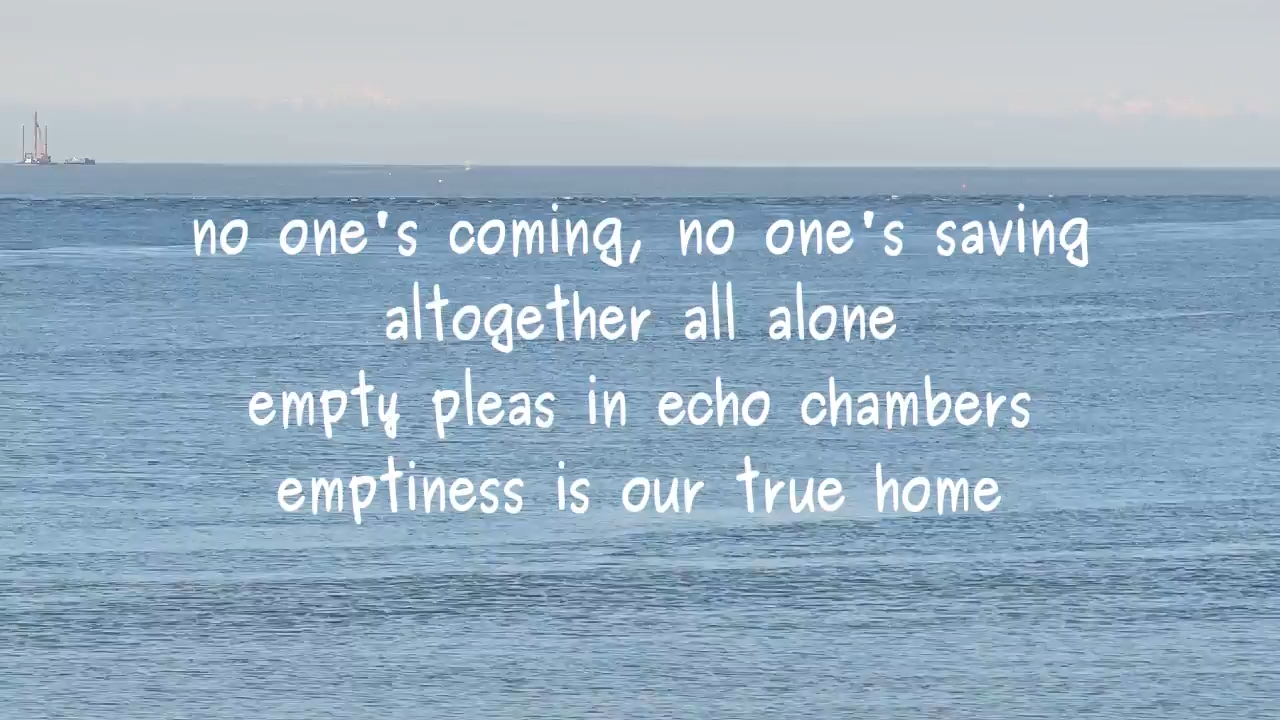 no one's coming, no one's saving
altogether all alone
empty pleas in echo chambers
emptiness is our true home